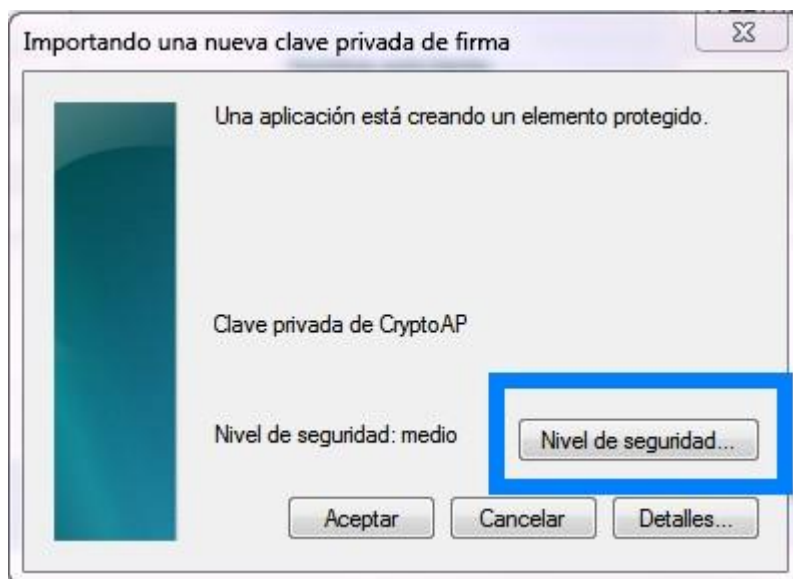 Importando una nueva clave privada de firma
Una aplicación está creando un elemento protegido.
Clave privada de CryptoAP
Nivel de seguridad: medio
Nivel de seguridad...
Aceptar
Cancelar
Detalles...